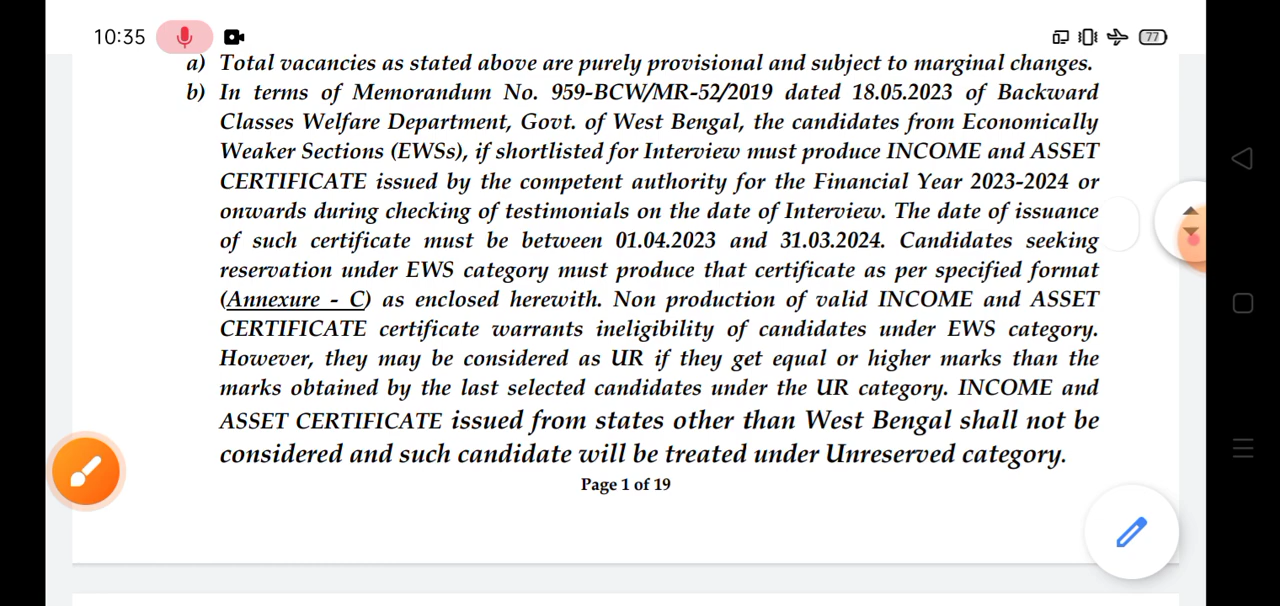 10:35
77
a) Total vacancies as stated above are purely provisional and subject to marginal changes.
b) In terms of Memorandum No. 959-BCW/MR-52/2019 dated 18.05.2023 of Backward
Classes Welfare Department, Govt. of West Bengal, the candidates from Economically
Weaker Sections (EWSs), if shortlisted for Interview must produce INCOME and ASSET
CERTIFICATE issued by the competent authority for the Financial Year 2023-2024 or
onwards during checking of testimonials on the date of Interview. The date of issuance
of such certificate must be between 01.04.2023 and 31.03.2024. Candidates seeking
reservation under EWS category must produce that certificate as per specified format
(Annexure - C) as enclosed herewith. Non production of valid INCOME and ASSET
CERTIFICATE certificate warrants ineligibility of candidates under EWS category.
However, they may be considered as UR if they get equal or higher marks than the
marks obtained by the last selected candidates under the UR category. INCOME and
ASSET CERTIFICATE issued from states other than West Bengal shall not be
considered and such candidate will be treated under Unreserved category.
Page 1 of 19